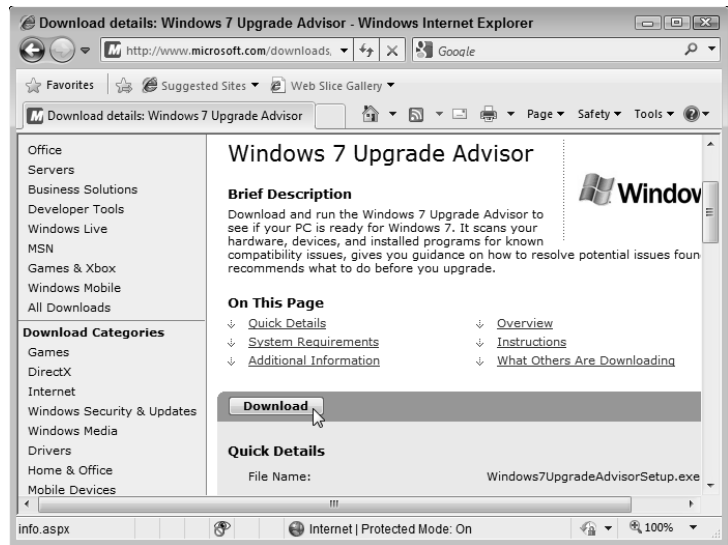 Download details: Windows 7 Upgrade Advisor - Windows Internet Explorer
http://www.microsoft.com/downloads,
Google
Favorites
Suggested Sites
Web Slice Gallery
Download details: Windows 7 Upgrade Advisor
Page
Safety
Tools
Office
Servers
Business Solutions
Developer Tools
Windows Live
MSN
Games & Xbox
Windows Mobile
All Downloads
Download Categories
Games
DirectX
Internet
Windows Security & Updates
Windows Media
Drivers
Home & Office
Mobile Devices
Windows 7 Upgrade Advisor
Window
Brief Description
Download and run the Windows 7 Upgrade Advisor to
see if your PC is ready for Windows 7. It scans your
hardware, devices, and installed programs for known
compatibility issues, gives you guidance on how to resolve potential issues foun
recommends what to do before you upgrade.
On This Page
Quick Details
Overview
System Requirements
Instructions
Additional Information
What Others Are Downloading
Download
Quick Details
File Name:
Windows7UpgradeAdvisorSetup.exe
info.aspx
Internet | Protected Mode: On
100%